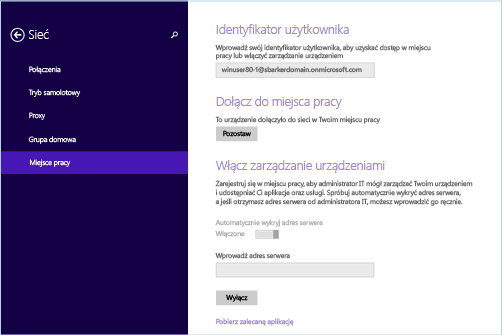 Sieć
Połączenia
Tryb samolotowy
Proxy
Grupa domowa
Miejsce pracy
Identyfikator użytkownika
Wprowadź swój identyfikator użytkownika, aby uzyskać dostęp w miejscu
pracy lub włączyć zarządzanie urządzeniem
winuser80-1@sbarkerdomain.onmicrosoft.com
Dołącz do miejsca pracy
To urządzenie dołączyło do sieci w Twoim miejscu pracy
Pozostaw
Włącz zarządzanie urządzeniami
Zarejestruj się w miejscu pracy, aby administrator IT mógł zarządzać Twoim urządzeniem
i udostępniać Ci aplikacje oraz usługi. Spróbuj automatycznie wykryć adres serwera,
a jeśli otrzymasz adres serwera od administratora IT, możesz wprowadzić go ręcznie.
Automatycznie wykryj adres serwera
Włączone
Wprowadź adres serwera
Wyłącz
Pobierz zalecaną aplikację